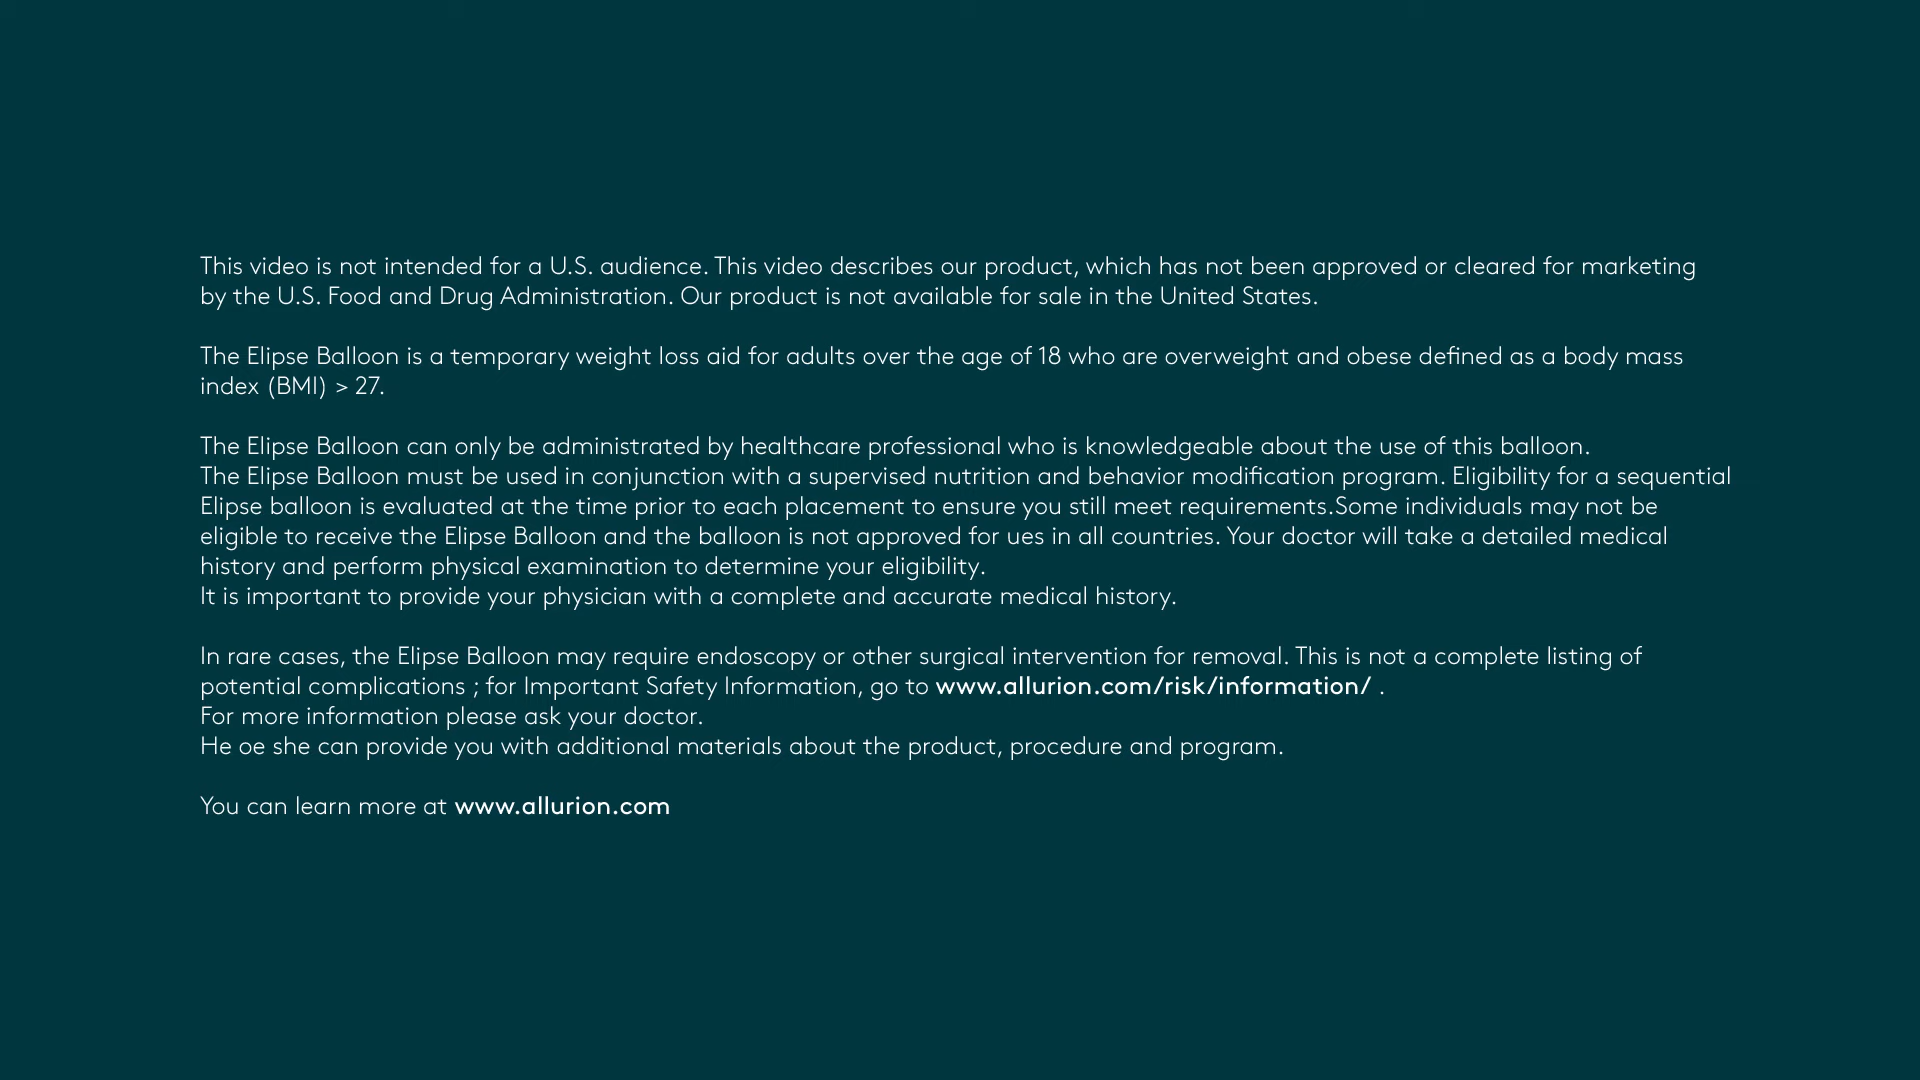 This video is not intended for a U.S. audience. This video describes our product, which has not been approved or cleared for marketing
by the U.S. Food and Drug Administration. Our product is not available for sale in the United States.
The Elipse Balloon is a temporary weight loss aid for adults over the age of 18 who are overweight and obese defined as a body mass
index (BMI) > 27.
The Elipse Balloon can only be administrated by healthcare professional who is knowledgeable about the use of this balloon.
The Elipse Balloon must be used in conjunction with a supervised nutrition and behavior modification program. Eligibility for a sequential
Elipse balloon is evaluated at the time prior to each placement to ensure you still meet requirements.Some individuals may not be
eligible to receive the Elipse Balloon and the balloon is not approved for ues in all countries. Your doctor will take a detailed medical
history and perform physical examination to determine your eligibility.
It is important to provide your physician with a complete and accurate medical history.
In rare cases, the Elipse Balloon may require endoscopy or other surgical intervention for removal. This is not a complete listing of
potential complications ; for Important Safety Information, go to www.allurion.com/risk/information/ .
For more information please ask your doctor.
He oe she can provide you with additional materials about the product, procedure and program.
You can learn more at www.allurion.com